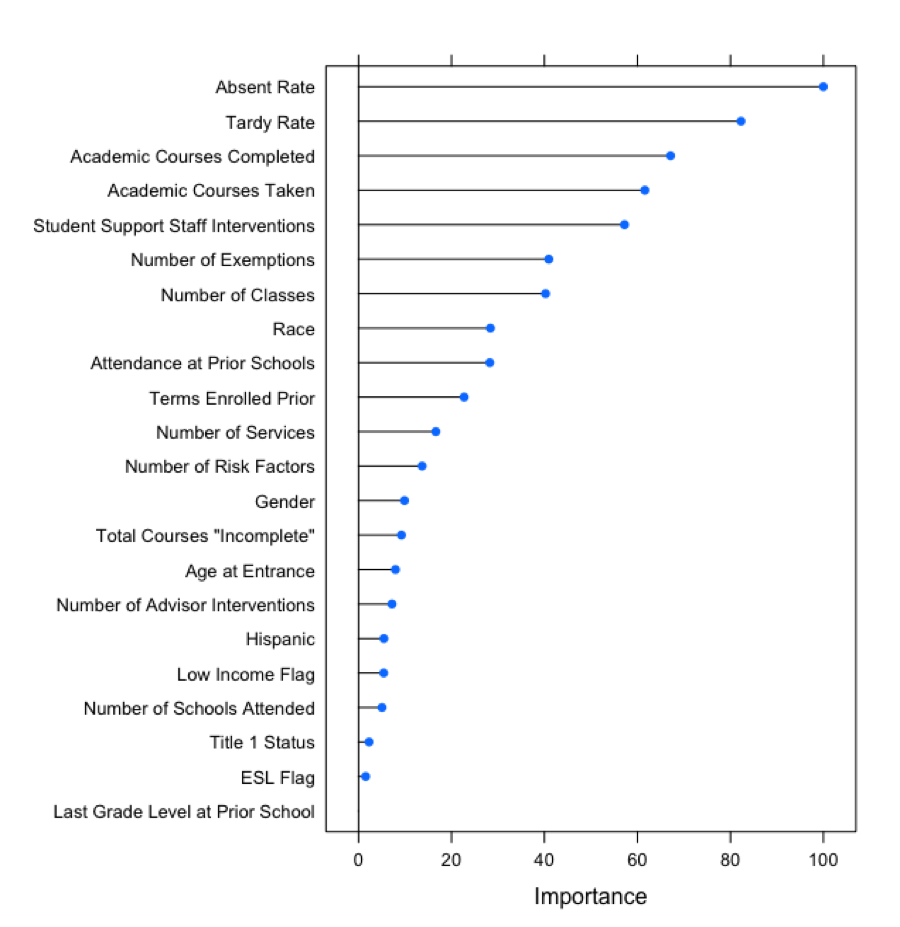 Absent Rate
Tardy Rate
Academic Courses Completed
Academic Courses Taken
Student Support Staff Interventions
Number of Exemptions
Number of Classes
Race
Attendance at Prior Schools
Terms Enrolled Prior
Number of Services
Number of Risk Factors
Gender
Total Courses "Incomplete"
Age at Entrance
Number of Advisor Interventions
Hispanic
Low Income Flag
Number of Schools Attended
Title 1 Status
ESL Flag
Last Grade Level at Prior School
0 20 40 60 80 100
Importance